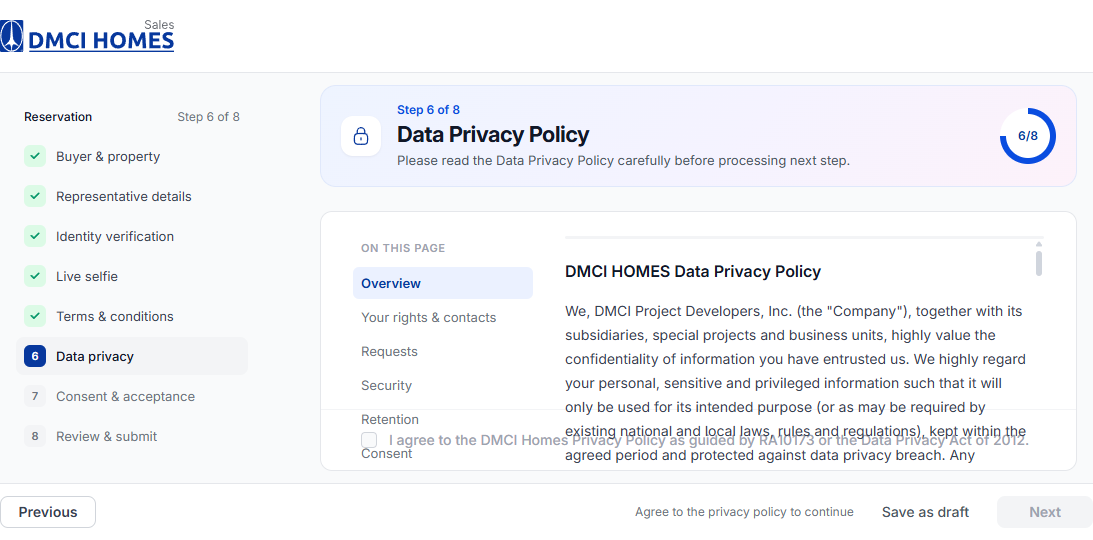 Sales
DMCI HOMES
Reservation
Step 6 of 8
Buyer & property
Representative details
Identity verification
Live selfie
Terms & conditions
6
Data privacy
7
Consent & acceptance
8
Review & submit
Step 6 of 8
Data Privacy Policy
Please read the Data Privacy Policy carefully before processing next step.
6/8
ON THIS PAGE
Overview
Your rights & contacts
Requests
Security
Retention
Consent
DMCI HOMES Data Privacy Policy
We, DMCI Project Developers, Inc. (the "Company"), together with its
subsidiaries, special projects and business units, highly value the
confidentiality of information you have entrusted us. We highly regard
your personal, sensitive and privileged information such that it will
only be used for its intended purpose (or as may be required by
existing national and local laws, rules and regulations), kept within the
agreed period and protected against data privacy breach. Any
I agree to the DMCI Homes Privacy Policy as guided by RA10173 or the Data Privacy Act of 2012.
Previous
Agree to the privacy policy to continue
Save as draft
Next